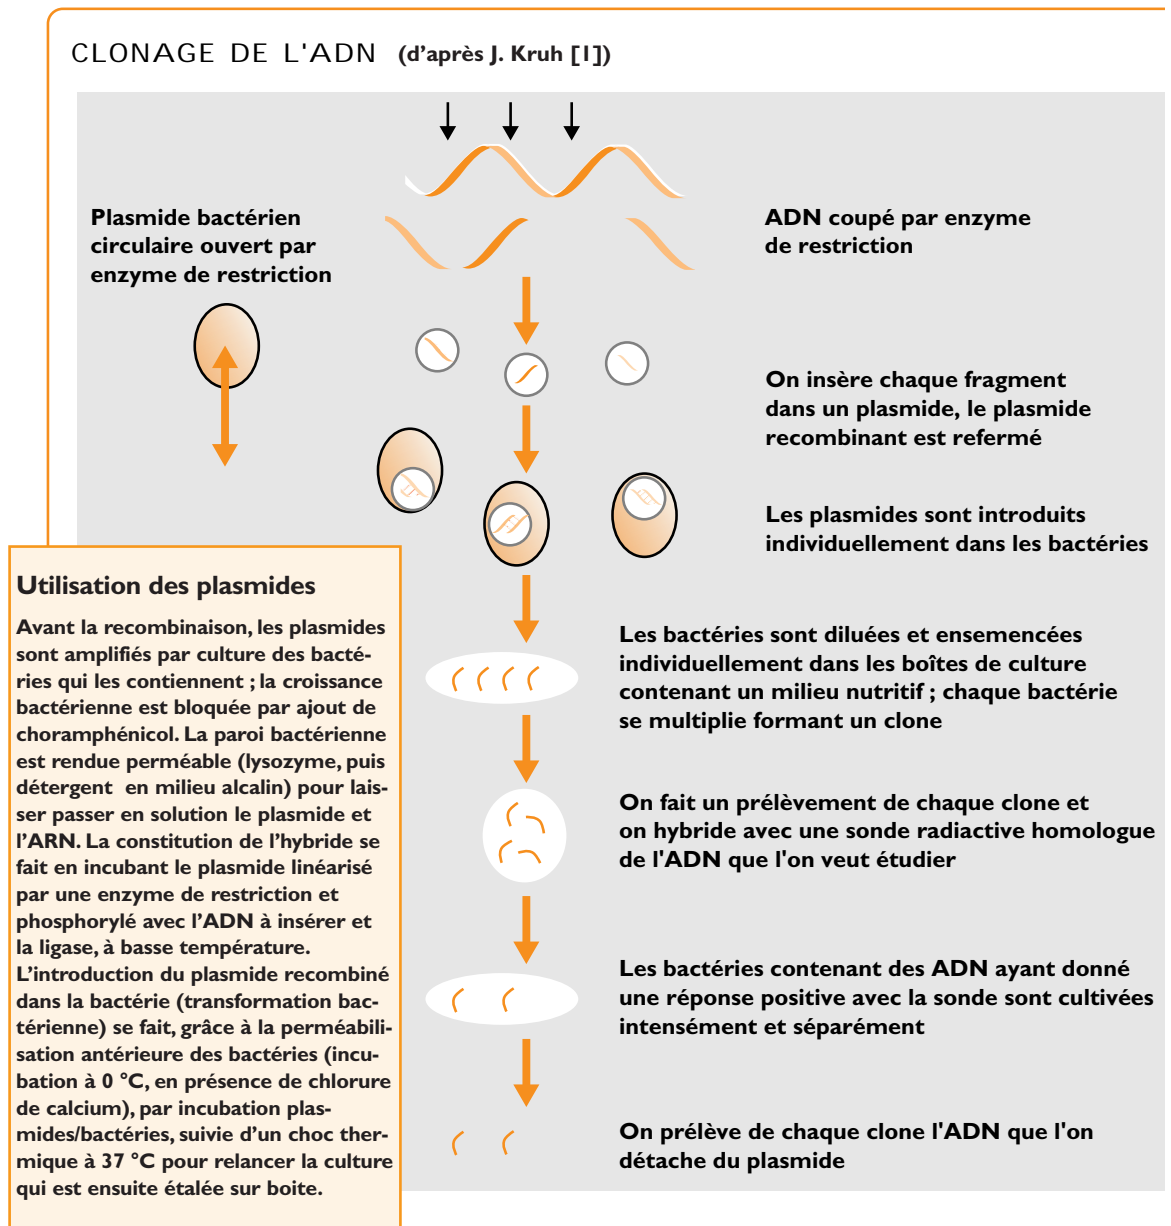 CLONAGE DE L'ADN (d'après J. Kruh [1])
Plasmide bactérien
circulaire ouvert par
enzyme de restriction
ADN coupé par enzyme
de restriction
On insère chaque fragment
dans un plasmide, le plasmide
recombinant est refermé
Les plasmides sont introduits
individuellement dans les bactéries
Les bactéries sont diluées et ensemencées
individuellement dans les boîtes de culture
contenant un milieu nutritif ; chaque bactérie
se multiplie formant un clone
On fait un prélèvement de chaque clone et
on hybride avec une sonde radiactive homologue
de l'ADN que l'on veut étudier
Les bactéries contenant des ADN ayant donné
une réponse positive avec la sonde sont cultivées
intensément et séparément
On prélève de chaque clone l'ADN que l'on
détache du plasmide
Utilisation des plasmides
Avant la recombinaison, les plasmides
sont amplifiés par culture des bacté-
ries qui les contiennent ; la croissance
bactérienne est bloquée par ajout de
choramphénicol. La paroi bactérienne
est rendue perméable (lysozyme, puis
détergent en milieu alcalin) pour lais-
ser passer en solution le plasmide et
l'ARN. La constitution de l'hybride se
fait en incubant le plasmide linéarisé
par une enzyme de restriction et
phosphorylé avec l'ADN à insérer et
la ligase, à basse température.
L'introduction du plasmide recombiné
dans la bactérie (transformation bac-
térienne) se fait, grâce à la perméabili-
sation antérieure des bactéries (incu-
bation à 0 °C, en présence de chlorure
de calcium), par incubation plas-
mides/bactéries, suivie d'un choc ther-
mique à 37 °C pour relancer la culture
qui est ensuite étalée sur boite.